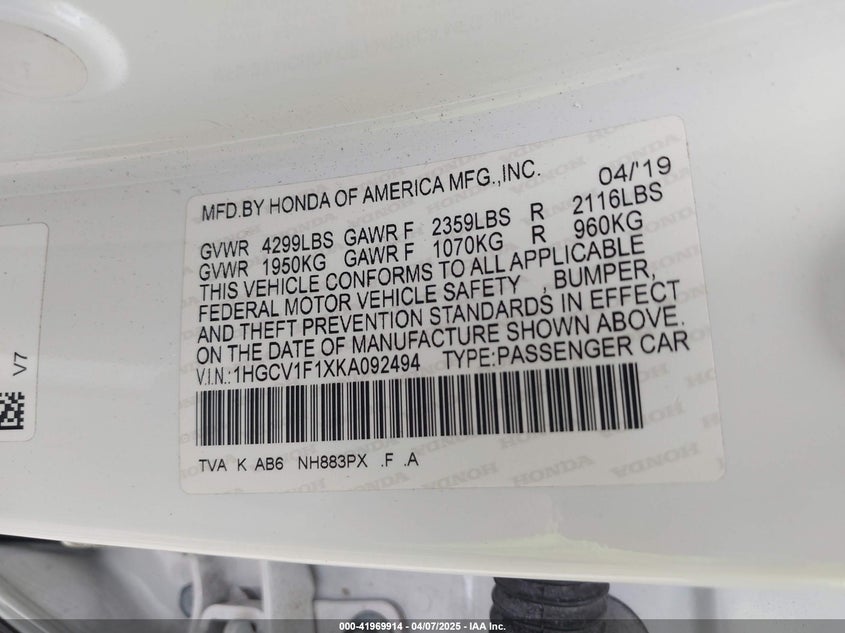 MFD.BY HONDA OF AMERICA MFG.,INC. 04/'19
GVWR 4299LBS GAWR F 2359LBS R 2116LBS
GVWR 1950KG GAWR F 1070KG R 960KG
THIS VEHICLE CONFORMS TO ALL APPLICABLE
FEDERAL MOTOR VEHICLE SAFETY , BUMPER,
AND THEFT PREVENTION STANDARDS IN EFFECT
ON THE DATE OF MANUFACTURE SHOWN ABOVE.
V.I.N.:1HGCV1F1XKA092494 TYPE:PASSENGER CAR
TVA K AB6 NH883PX .F .A
V7
000-41969914 - 04/07/2025 - © IAA Inc.